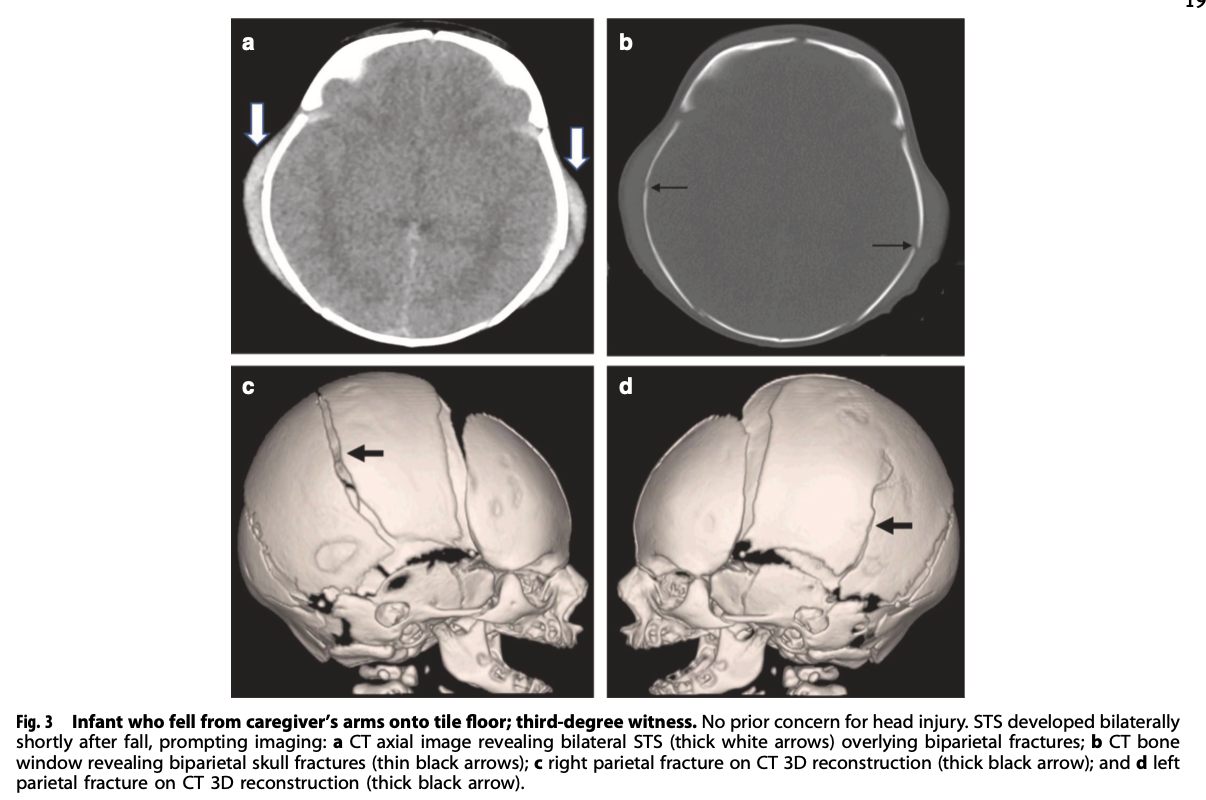 19
a
b
c
d
Fig. 3 Infant who fell from caregiver's arms onto tile floor; third-degree witness. No prior concern for head injury. STS developed bilaterally
shortly after fall, prompting imaging: a CT axial image revealing bilateral STS (thick white arrows) overlying biparietal fractures; b CT bone
window revealing biparietal skull fractures (thin black arrows); c right parietal fracture on CT 3D reconstruction (thick black arrow); and d left
parietal fracture on CT 3D reconstruction (thick black arrow).